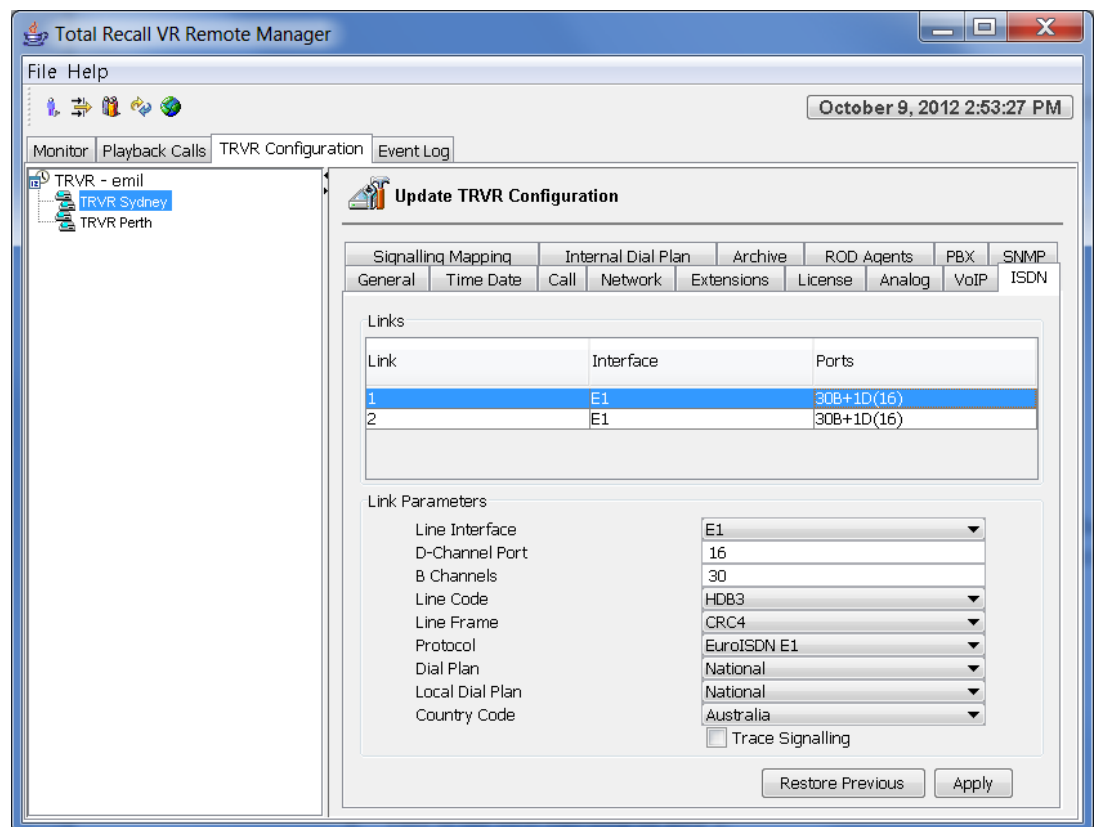 Total Recall VR Remote Manager
File Help
October 9, 2012 2:53:27 PM
Monitor Playback Calls TRVR Configuration Event Log
TRVR - emil
TRVR Sydney
TRVR Perth
Update TRVR Configuration
Signalling Mapping Internal Dial Plan Archive ROD Agents PBX SNMP
General Time Date Call Network Extensions License Analog VoIP ISDN
Links
Link Interface Ports
1 E1 30B+1D(16)
2 E1 30B+1D(16)
Link Parameters
Line Interface E1
D-Channel Port 16
B Channels 30
Line Code HDB3
Line Frame CRC4
Protocol EuroISDN E1
Dial Plan National
Local Dial Plan National
Country Code Australia
Trace Signalling
Restore Previous Apply